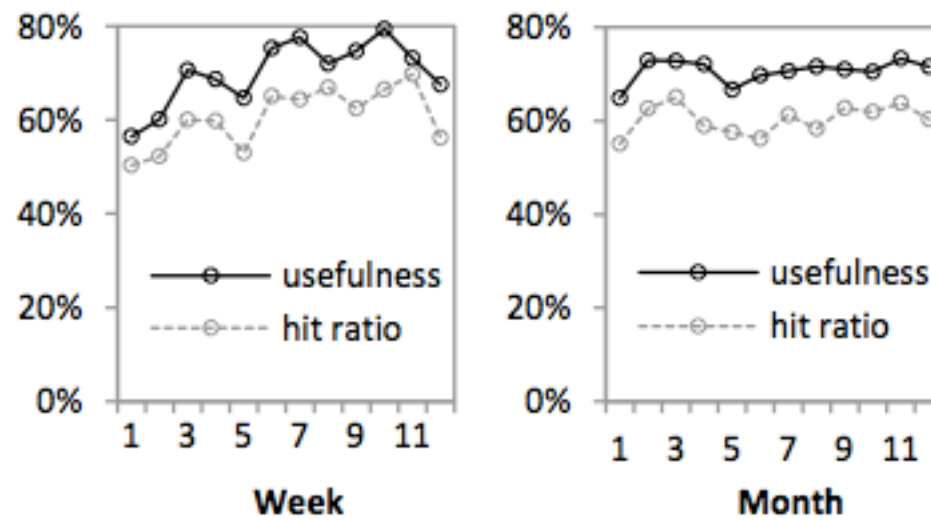 80%
60%
40%
20%
0%
usefulness
hit ratio
1 3 5 7 9 11
Week
80%
60%
40%
20%
0%
usefulness
hit ratio
1 3 5 7 9 11
Month